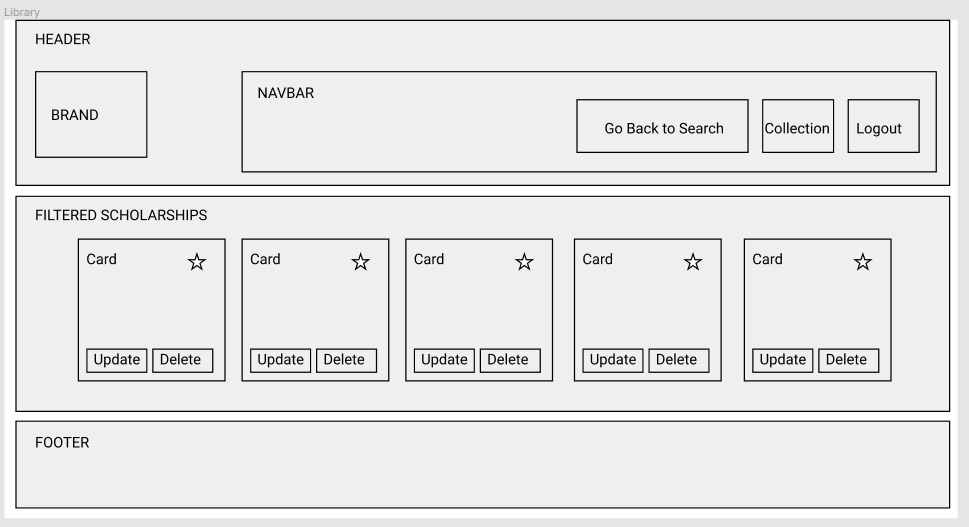 Library
HEADER
BRAND
NAVBAR
Go Back to Search
Collection
Logout
FILTERED SCHOLARSHIPS
Card
Card
Card
Card
Card
Update Delete
Update Delete
Update Delete
Update Delete
Update Delete
FOOTER